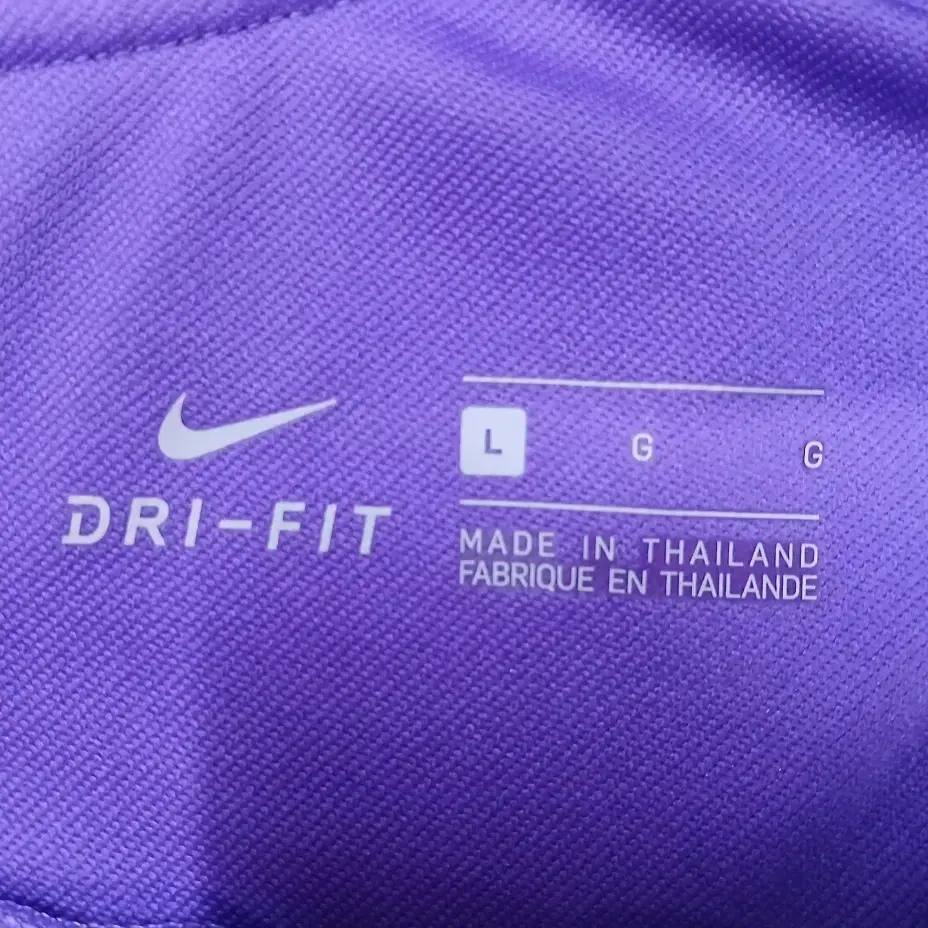 DRI-FIT
L G G
MADE IN THAILAND
FABRIQUE EN THAILANDE